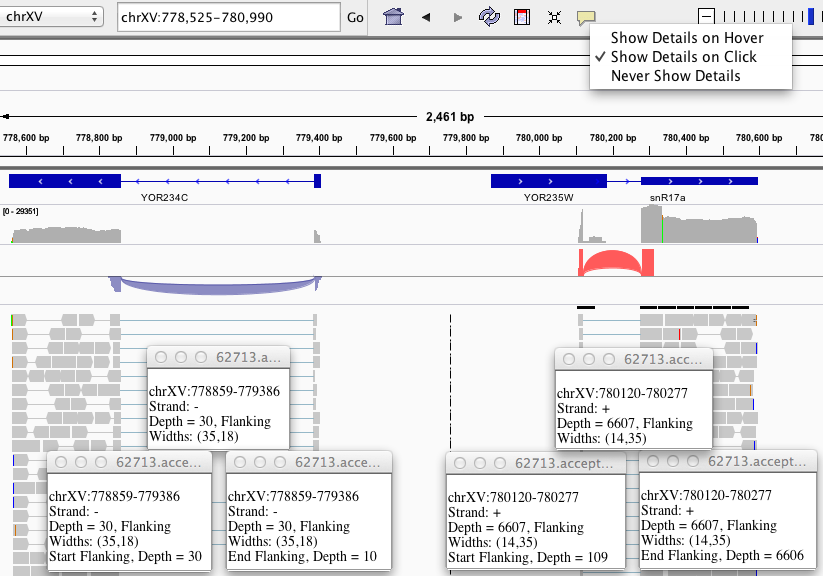 chrXV
chrXV:778,525-780,990
Go
Show Details on Hover
✓ Show Details on Click
Never Show Details
2,461 bp
778,600 bp 778,800 bp 779,000 bp 779,200 bp 779,400 bp 779,600 bp 779,800 bp 780,000 bp 780,200 bp 780,400 bp 780,600 bp 780
YOR234C YOR235W snR17a
[0 - 29351]
62713.a...
chrXV:778859-779386
Strand: -
Depth = 30, Flanking
Widths: (35,18)
62713.acc...
chrXV:780120-780277
Strand: +
Depth = 6607, Flanking
Widths: (14,35)
62713.acce...
chrXV:778859-779386
Strand: -
Depth = 30, Flanking
Widths: (35,18)
Start Flanking, Depth = 30
62713.acce...
chrXV:778859-779386
Strand: -
Depth = 30, Flanking
Widths: (35,18)
End Flanking, Depth = 10
62713.accept...
chrXV:780120-780277
Strand: +
Depth = 6607, Flanking
Widths: (14,35)
Start Flanking, Depth = 109
62713.accept...
chrXV:780120-780277
Strand: +
Depth = 6607, Flanking
Widths: (14,35)
End Flanking, Depth = 6606